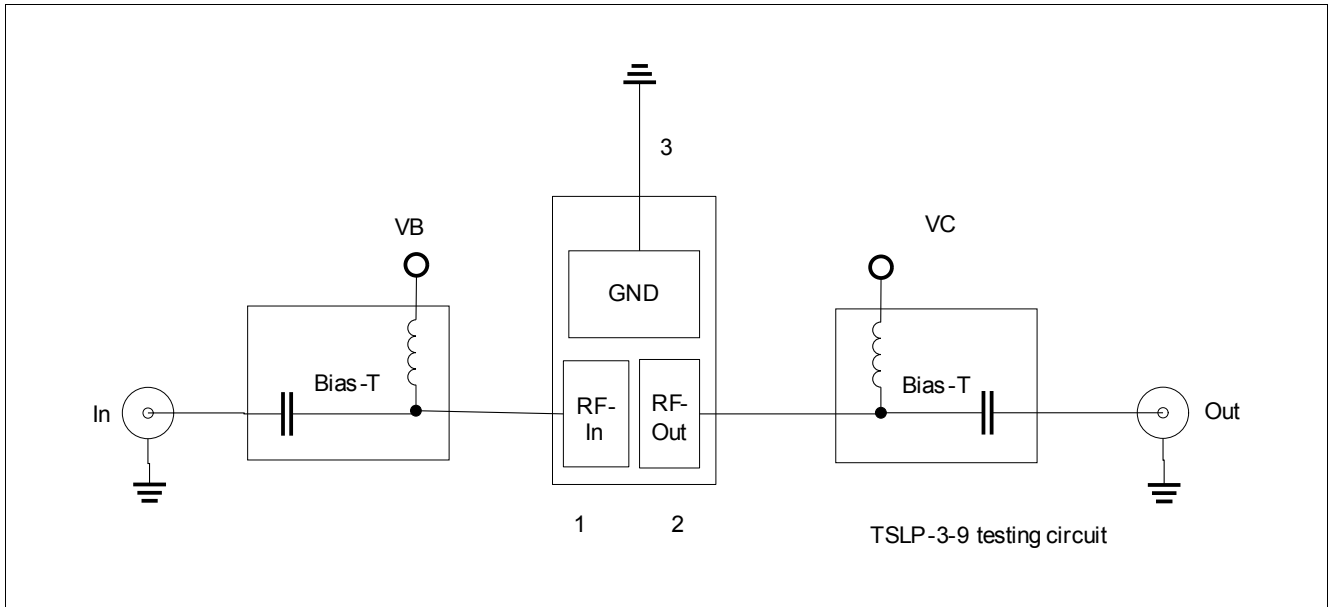 3
VB
VC
GND
Bias-T
Bias-T
In
RF-
In
RF-
Out
Out
1
2
TSLP-3-9 testing circuit